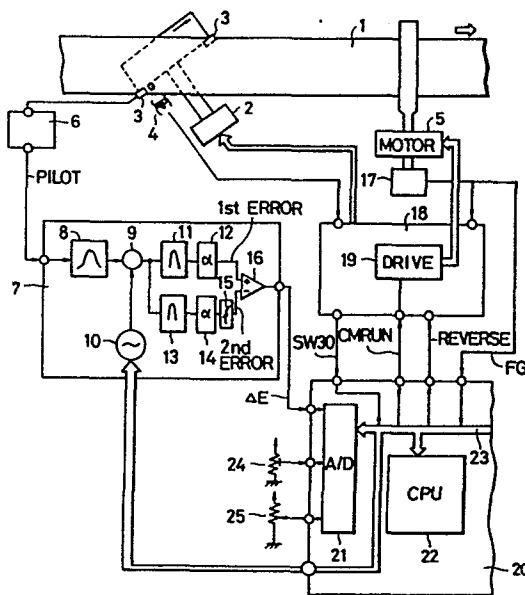 3
1
3
4
2
6
5
MOTOR
17
PILOT
18
8
9
11
12
1st ERROR
16
19
DRIVE
α
7
13
14
15
α
2nd
ERROR
10
SW30
CMRUN
REVERSE
FG
ΔE
23
24
A/D
CPU
25
21
22
20